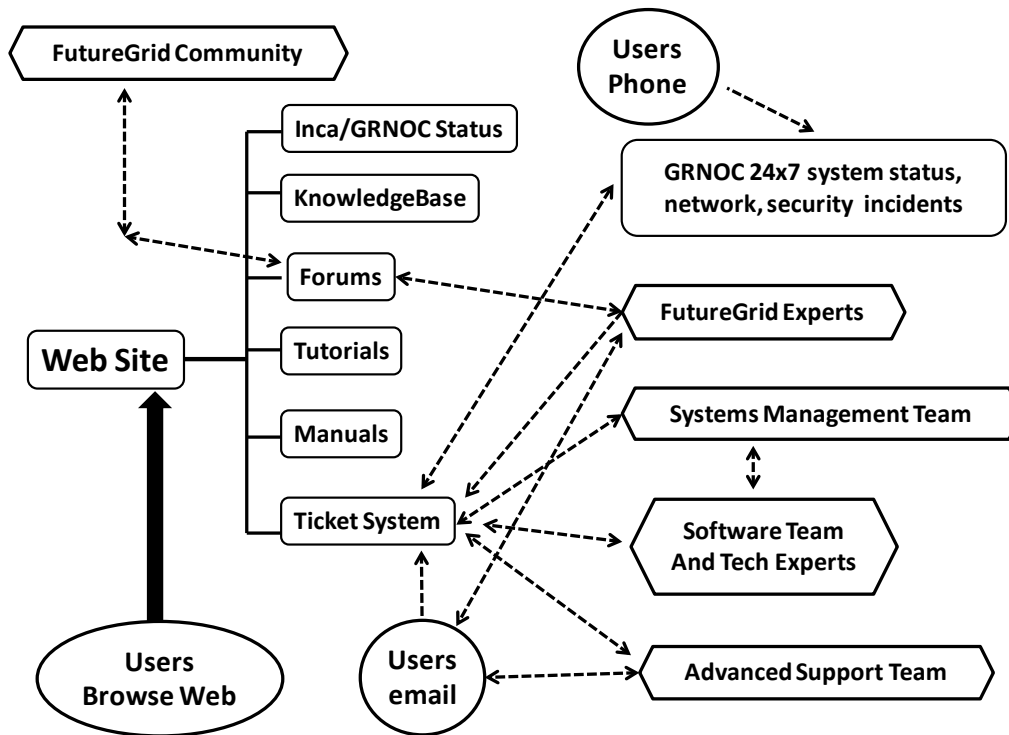 FutureGrid Community
Users
Phone
Inca/GRNOC Status
GRNOC 24x7 system status,
network, security incidents
KnowledgeBase
Forums
FutureGrid Experts
Tutorials
Web Site
Systems Management Team
Manuals
Ticket System
Software Team
And Tech Experts
Users
Browse Web
Users
email
Advanced Support Team